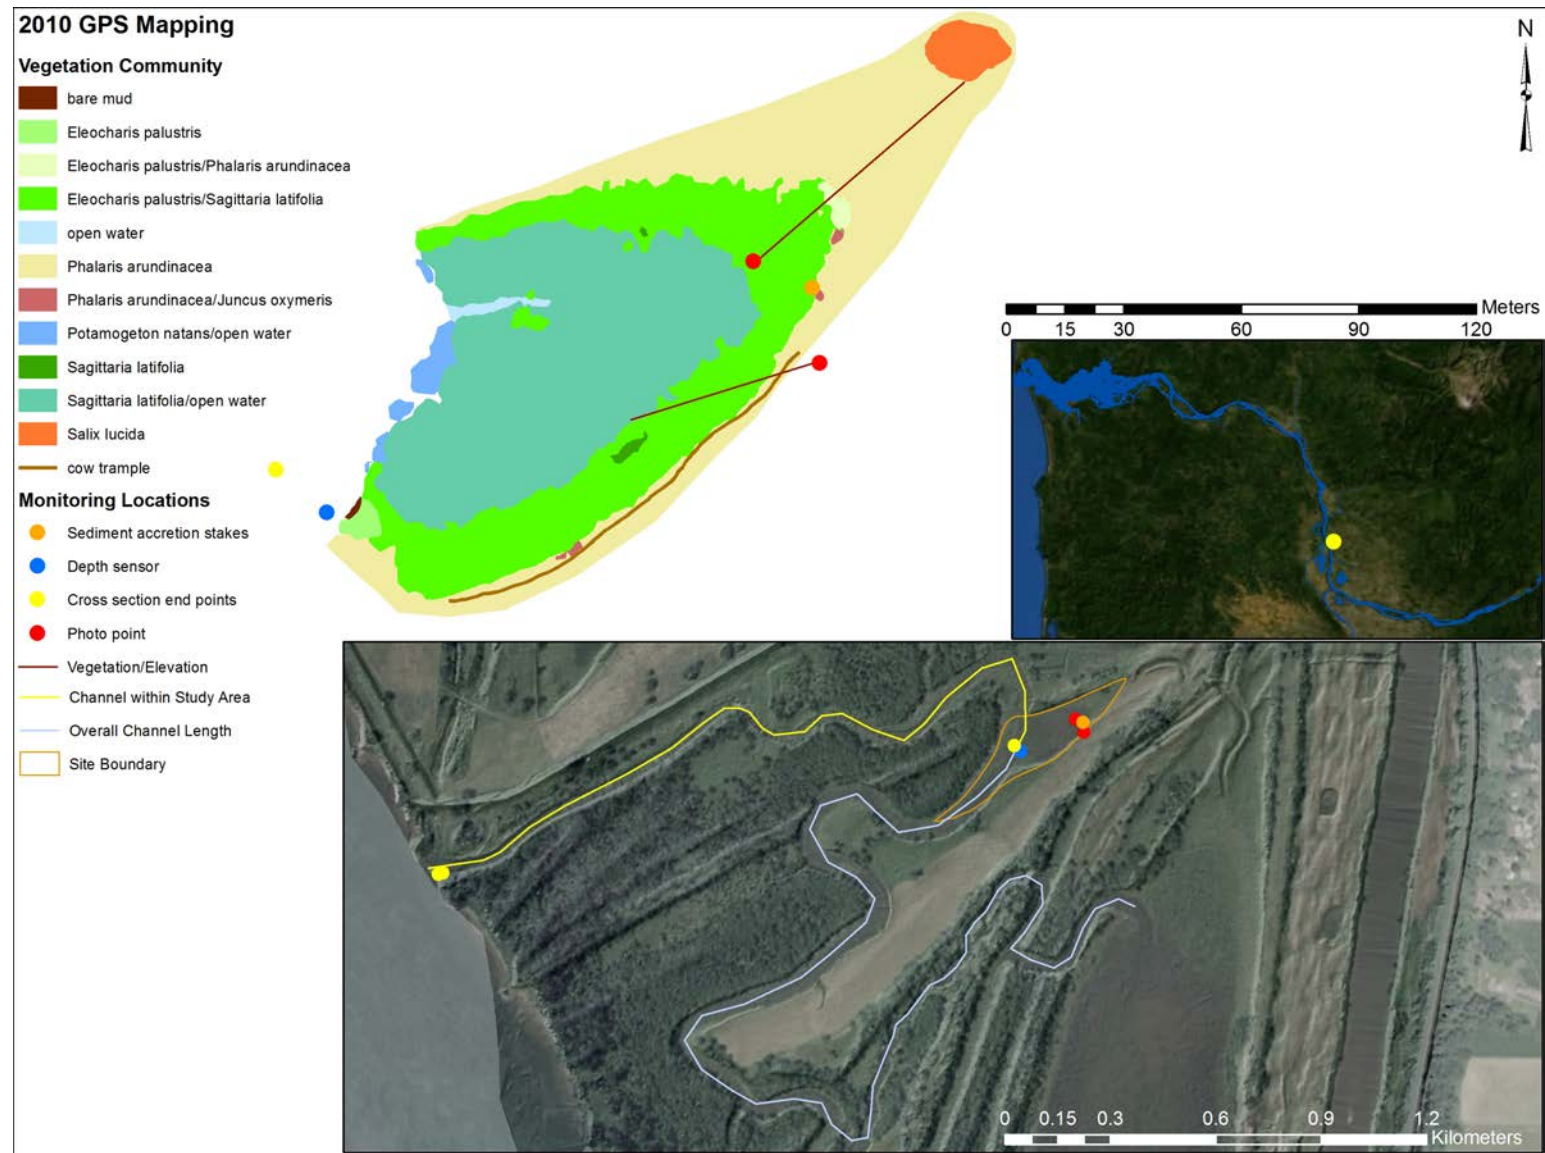 2010 GPS Mapping
Vegetation Community
bare mud
Eleocharis palustris
Eleocharis palustris/Phalaris arundinacea
Eleocharis palustris/Sagittaria latifolia
open water
Phalaris arundinacea
Phalaris arundinacea/Juncus oxymeris
Potamogeton natans/open water
Sagittaria latifolia
Sagittaria latifolia/open water
Salix lucida
cow trample
Monitoring Locations
Sediment accretion stakes
Depth sensor
Cross section end points
Photo point
Vegetation/Elevation
Channel within Study Area
Overall Channel Length
Site Boundary
N
Meters
0 15 30 60 90 120
0 0.15 0.3 0.6 0.9 1.2
Kilometers